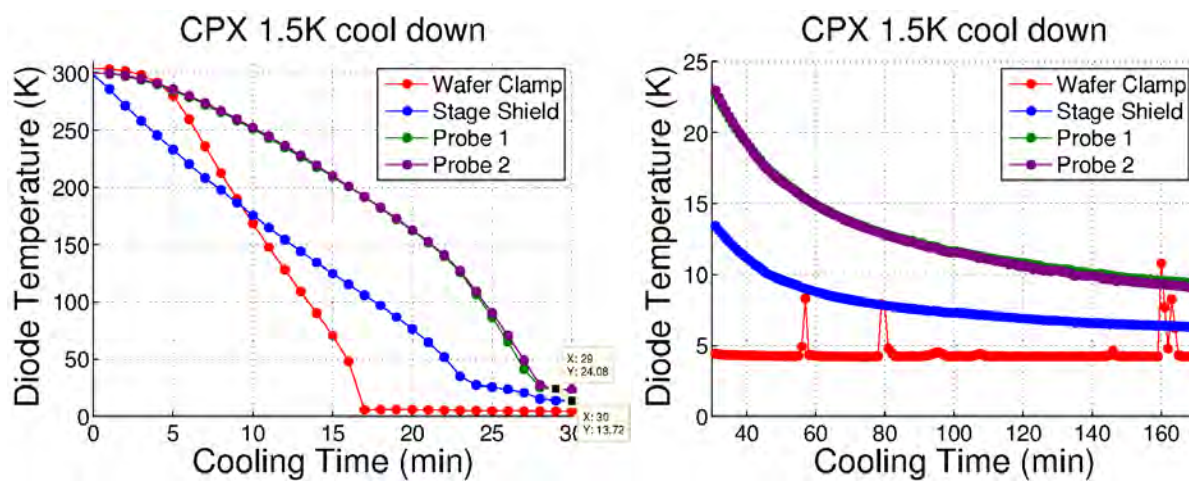 CPX 1.5K cool down
Diode Temperature (K)
300
250
200
150
100
50
0
0
5
10
15
20
25
30
Cooling Time (min)
Wafer Clamp
Stage Shield
Probe 1
Probe 2
X: 29
Y: 24.08
X: 30
Y: 13.72
CPX 1.5K cool down
Diode Temperature (K)
25
20
15
10
5
0
40
60
80
100
120
140
160
Cooling Time (min)
Wafer Clamp
Stage Shield
Probe 1
Probe 2